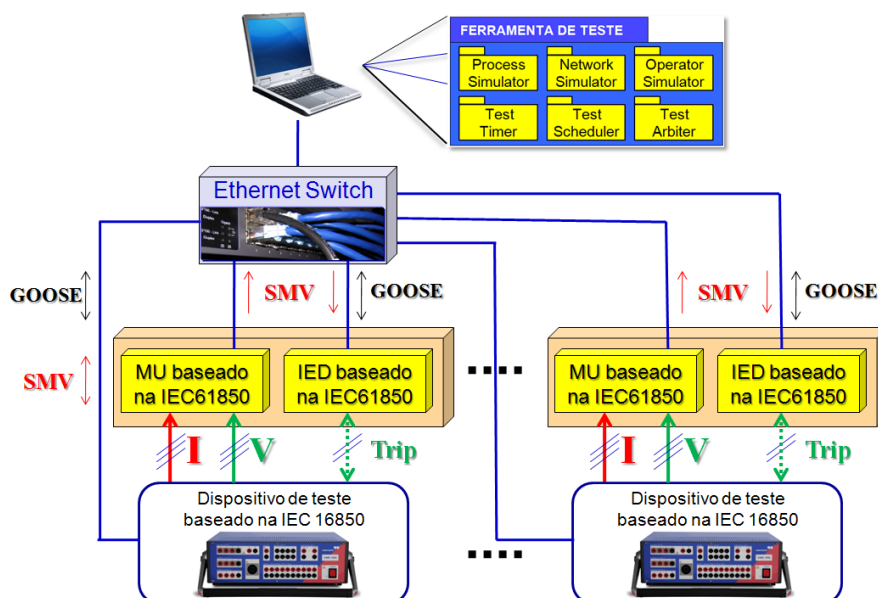 FERRAMENTA DE TESTE
Process
Simulator
Network
Simulator
Operator
Simulator
Test
Timer
Test
Scheduler
Test
Arbiter
Ethernet Switch
GOOSE
SMV
GOOSE
SMV
GOOSE
SMV
MU baseado
na IEC61850
IED baseado
na IEC61850
MU baseado
na IEC61850
IED baseado
na IEC61850
I
V
Trip
I
V
Trip
Dispositivo de teste
baseado na IEC 16850
Dispositivo de teste
baseado na IEC 16850